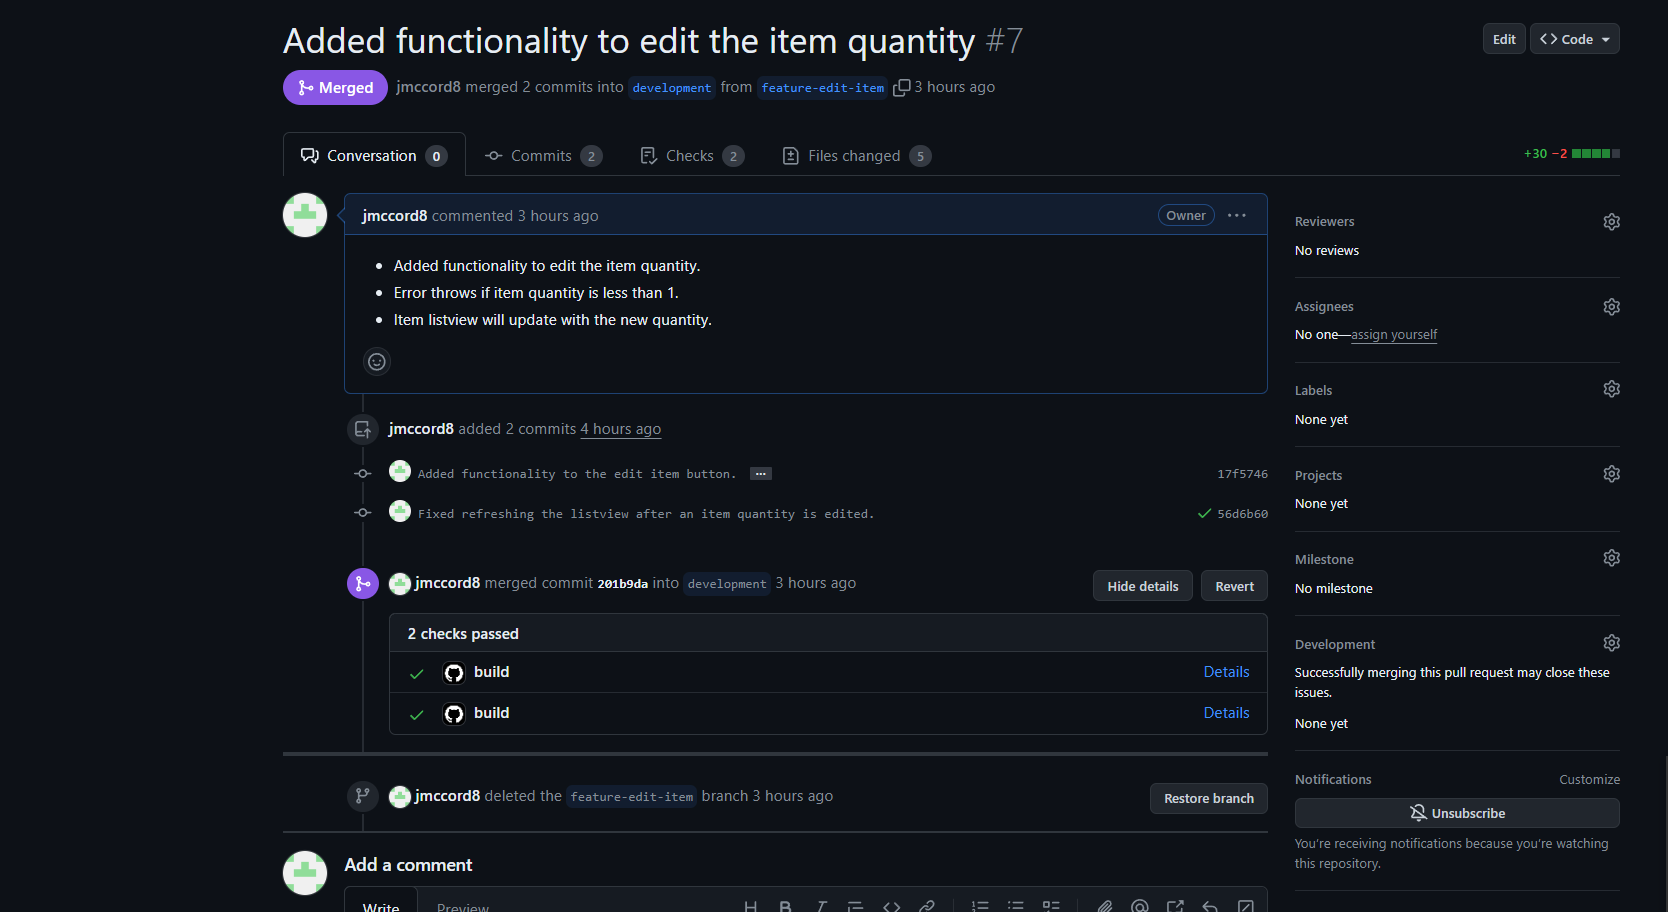 Added functionality to edit the item quantity #7
Edit
Code
Merged
jmccord8 merged 2 commits into development from feature-edit-item 3 hours ago
Conversation 0
Commits 2
Checks 2
Files changed 5
+30 −2
jmccord8 commented 3 hours ago
Owner
Added functionality to edit the item quantity.
Error throws if item quantity is less than 1.
Item listview will update with the new quantity.
jmccord8 added 2 commits 4 hours ago
Added functionality to the edit item button. ...
17f5746
Fixed refreshing the listview after an item quantity is edited.
56d6b60
jmccord8 merged commit 201b9da into development 3 hours ago
Hide details
Revert
2 checks passed
build
Details
build
Details
jmccord8 deleted the feature-edit-item branch 3 hours ago
Restore branch
Add a comment
Write
Preview
Reviewers
No reviews
Assignees
No one—assign yourself
Labels
None yet
Projects
None yet
Milestone
No milestone
Development
Successfully merging this pull request may close these
issues.
None yet
Notifications
Customize
Unsubscribe
You're receiving notifications because you're watching
this repository.